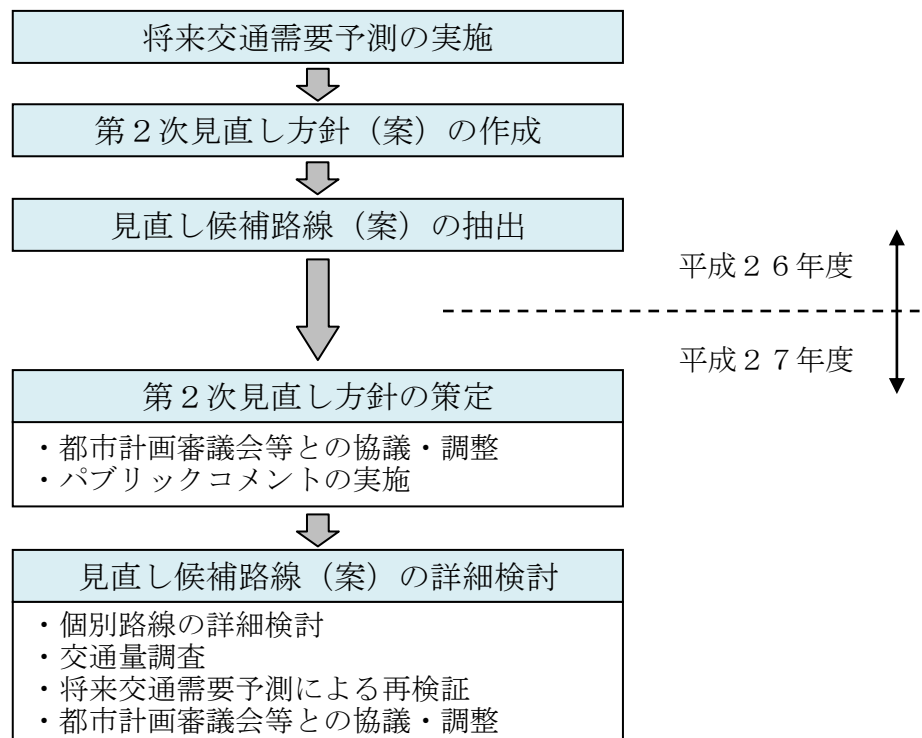 将来交通需要予測の実施
第２次見直し方針（案）の作成
見直し候補路線（案）の抽出
平成２６年度
平成２７年度
第２次見直し方針の策定
・都市計画審議会等との協議・調整
・パブリックコメントの実施
見直し候補路線（案）の詳細検討
・個別路線の詳細検討
・交通量調査
・将来交通需要予測による再検証
・都市計画審議会等との協議・調整